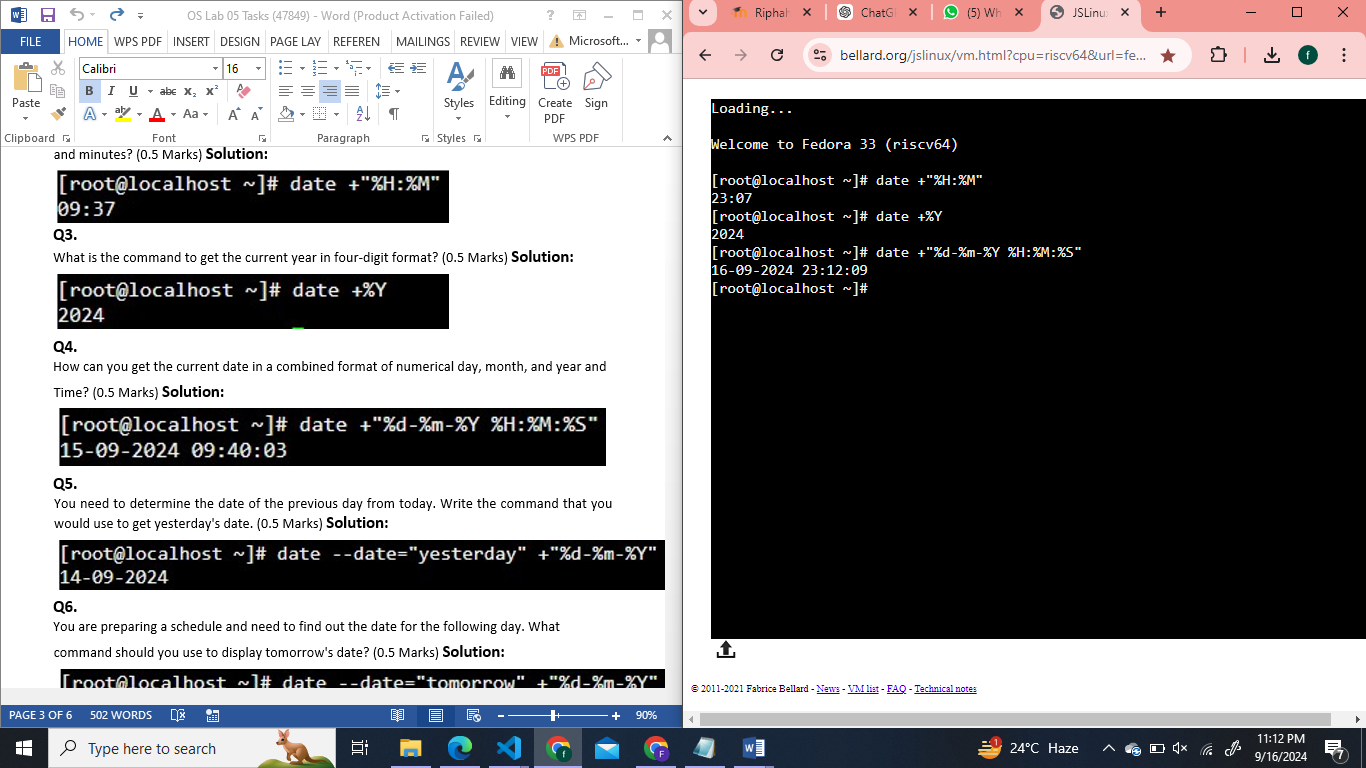 OS Lab 05 Tasks (47849) - Word (Product Activation Failed)
FILE HOME WPS PDF INSERT DESIGN PAGE LAY REFEREN MAILINGS REVIEW VIEW Microsoft...
Paste
Calibri 16
B I U abc x₂ x²
A ab A Aa A A
Styles
Editing
Create PDF
Sign
Clipboard Font Paragraph Styles WPS PDF
and minutes? (0.5 Marks) Solution:
[root@localhost ~]# date +"%H:%M"
09:37
Q3.
What is the command to get the current year in four-digit format? (0.5 Marks) Solution:
[root@localhost ~]# date +%Y
2024
Q4.
How can you get the current date in a combined format of numerical day, month, and year and
Time? (0.5 Marks) Solution:
[root@localhost ~]# date +"%d-%m-%Y %H:%M:%S"
15-09-2024 09:40:03
Q5.
You need to determine the date of the previous day from today. Write the command that you
would use to get yesterday's date. (0.5 Marks) Solution:
[root@localhost ~]# date --date="yesterday" +"%d-%m-%Y"
14-09-2024
Q6.
You are preparing a schedule and need to find out the date for the following day. What
command should you use to display tomorrow's date? (0.5 Marks) Solution:
[root@localhost ~]# date --date="tomorrow" +"%d-%m-%Y"
PAGE 3 OF 6 502 WORDS 90%
Riphah ChatG (5) Wh JSLinux
bellard.org/jslinux/vm.html?cpu=riscv64&url=fe... f
Loading...
Welcome to Fedora 33 (riscv64)
[root@localhost ~]# date +"%H:%M"
23:07
[root@localhost ~]# date +%Y
2024
[root@localhost ~]# date +"%d-%m-%Y %H:%M:%S"
16-09-2024 23:12:09
[root@localhost ~]#
© 2011-2021 Fabrice Bellard - News - VM list - FAQ - Technical notes
Type here to search
24°C Haze
11:12 PM
9/16/2024
7